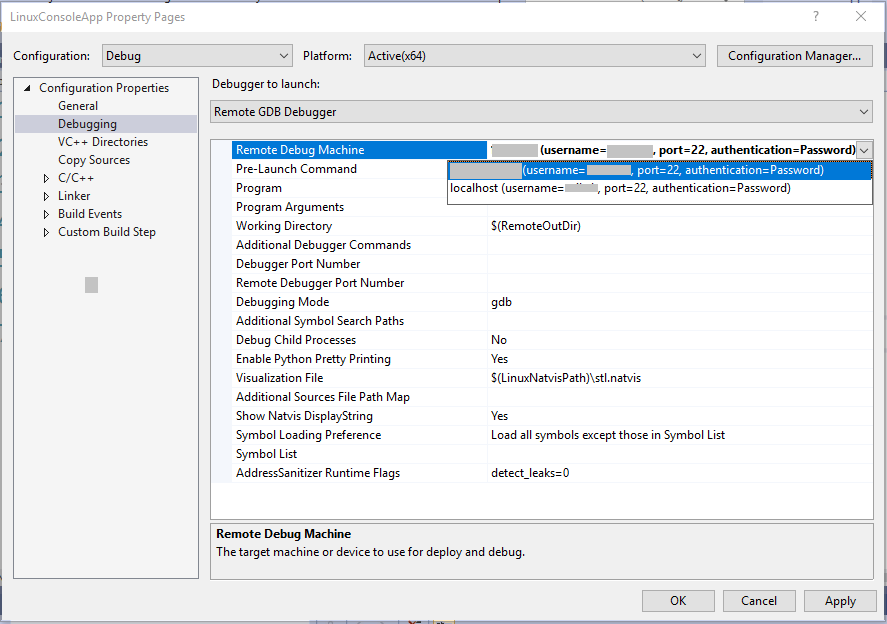 LinuxConsoleApp Property Pages
Configuration: Debug Platform: Active(x64) Configuration Manager...
Configuration Properties
General
Debugging
VC++ Directories
Copy Sources
C/C++
Linker
Build Events
Custom Build Step
Debugger to launch:
Remote GDB Debugger
Remote Debug Machine (username= , port=22, authentication=Password)
(username= , port=22, authentication=Password)
localhost (username= , port=22, authentication=Password)
Pre-Launch Command
Program
Program Arguments
Working Directory $(RemoteOutDir)
Additional Debugger Commands
Debugger Port Number
Remote Debugger Port Number
Debugging Mode gdb
Additional Symbol Search Paths
Debug Child Processes No
Enable Python Pretty Printing Yes
Visualization File $(LinuxNatvisPath)\stl.natvis
Additional Sources File Path Map
Show Natvis DisplayString Yes
Symbol Loading Preference Load all symbols except those in Symbol List
Symbol List
AddressSanitizer Runtime Flags detect_leaks=0
Remote Debug Machine
The target machine or device to use for deploy and debug.
OK Cancel Apply